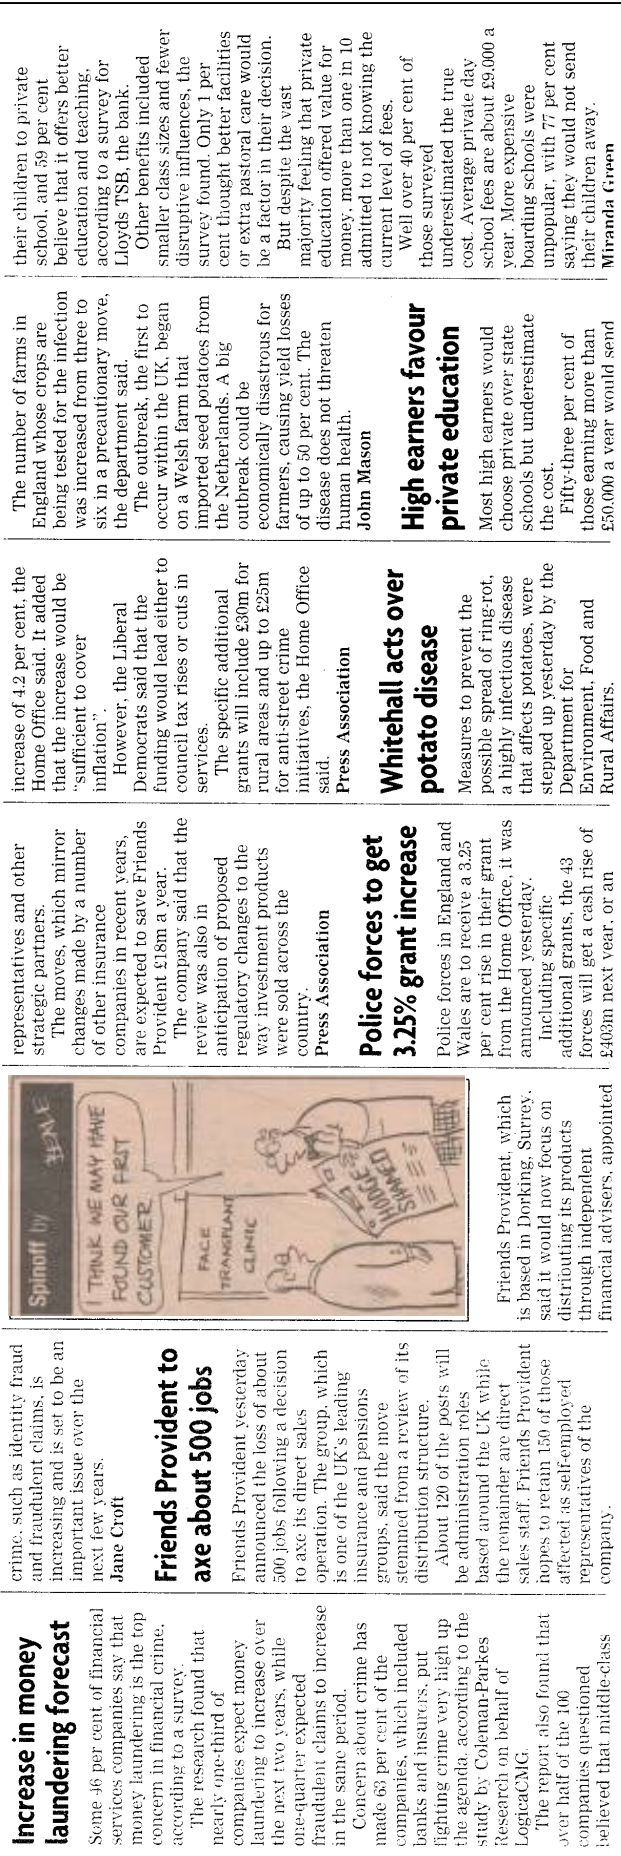 Increase in money
laundering forecast
Some 46 per cent of financial
services companies say that
money laundering is the top
concern in financial crime,
according to a survey.
The research found that
nearly one-third of
companies expect money
laundering to increase over
the next two years, while
one-quarter expected
fraudulent claims to increase
in the same period.
Concern about crime has
made 63 per cent of the
companies, which included
banks and insurers, put
fighting crime very high up
the agenda, according to the
study by Coleman-Parkes
Research on behalf of
LogicaCMG.
The report also found that
over half of the 100
companies questioned
believed that middle-class
crime, such as identity fraud
and fraudulent claims, is
increasing and is set to be an
important issue over the
next few years.
Jane Croft
Friends Provident to
axe about 500 jobs
Friends Provident yesterday
announced the loss of about
500 jobs following a decision
to axe its direct sales
operation. The group, which
is one of the UK's leading
insurance and pensions
groups, said the move
stemmed from a review of its
distribution structure.
About 120 of the posts will
be administration roles
based around the UK while
the remainder are direct
sales staff. Friends Provident
hopes to retain 150 of those
affected as self-employed
representatives of the
company.
Spinoff by
I THINK WE MAY HAVE
FOUND OUR FIRST
CUSTOMER
FACE
TRANSPLANT
CLINIC
HODGE
SHAMED
Friends Provident, which
is based in Dorking, Surrey,
said it would now focus on
distributing its products
through independent
financial advisers, appointed
representatives and other
strategic partners.
The moves, which mirror
changes made by a number
of other insurance
companies in recent years,
are expected to save Friends
Provident £18m a year.
The company said that the
review was also in
anticipation of proposed
regulatory changes to the
way investment products
were sold across the
country.
Press Association
Police forces to get
3.25% grant increase
Police forces in England and
Wales are to receive a 3.25
per cent rise in their grant
from the Home Office, it was
announced yesterday.
Including specific
additional grants, the 43
forces will get a cash rise of
£403m next year, or an
increase of 4.2 per cent, the
Home Office said. It added
that the increase would be
"sufficient to cover
inflation".
However, the Liberal
Democrats said that the
funding would lead either to
council tax rises or cuts in
services.
The specific additional
grants will include £30m for
rural areas and up to £25m
for anti-street crime
initiatives, the Home Office
said.
Press Association
Whitehall acts over
potato disease
Measures to prevent the
possible spread of ring-rot,
a highly infectious disease
that affects potatoes, were
stepped up yesterday by the
Department for
Environment, Food and
Rural Affairs.
The number of farms in
England whose crops are
being tested for the infection
was increased from three to
six in a precautionary move,
the department said.
The outbreak, the first to
occur within the UK, began
on a Welsh farm that
imported seed potatoes from
the Netherlands. A big
outbreak could be
economically disastrous for
farmers, causing yield losses
of up to 50 per cent. The
disease does not threaten
human health.
John Mason
High earners favour
private education
Most high earners would
choose private over state
schools but underestimate
the cost.
Fifty-three per cent of
those earning more than
£50,000 a year would send
their children to private
school, and 59 per cent
believe that it offers better
education and teaching,
according to a survey for
Lloyds TSB, the bank.
Other benefits included
smaller class sizes and fewer
disruptive influences, the
survey found. Only 1 per
cent thought better facilities
or extra pastoral care would
be a factor in their decision.
But despite the vast
majority feeling that private
education offered value for
money, more than one in 10
admitted to not knowing the
current level of fees.
Well over 40 per cent of
those surveyed
underestimated the true
cost. Average private day
school fees are about £9,000 a
year. More expensive
boarding schools were
unpopular, with 77 per cent
saying they would not send
their children away.
Miranda Green